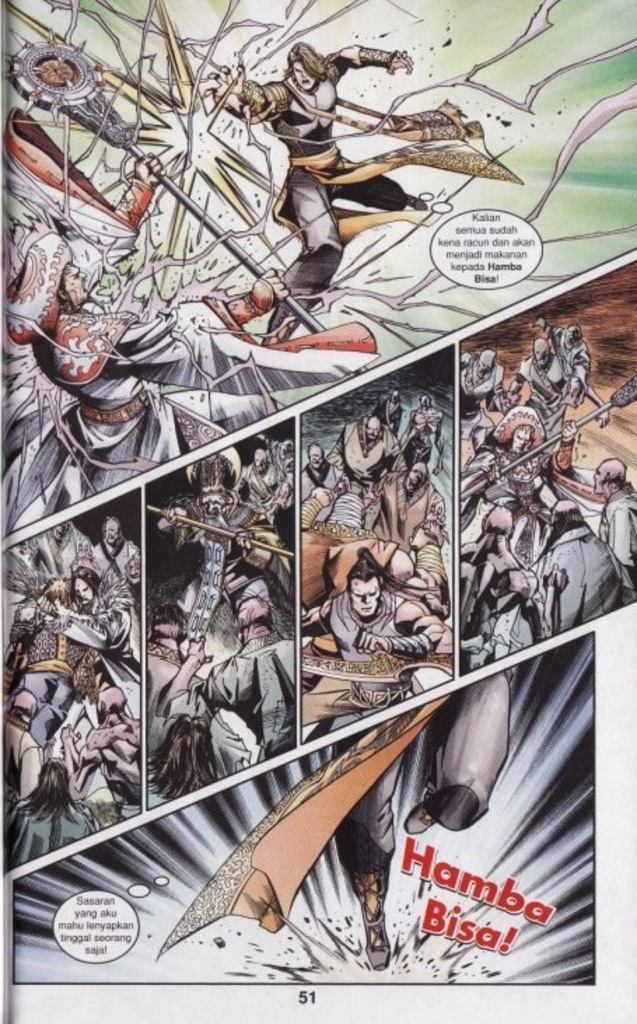 Kalian
semua sudah
kena racun dan akan
menjadi makanan
kepada Hamba
Bisa!
Hamba
Bisa!
Sasaran
yang aku
mahu lenyapkan
tinggal seorang
saja!
51